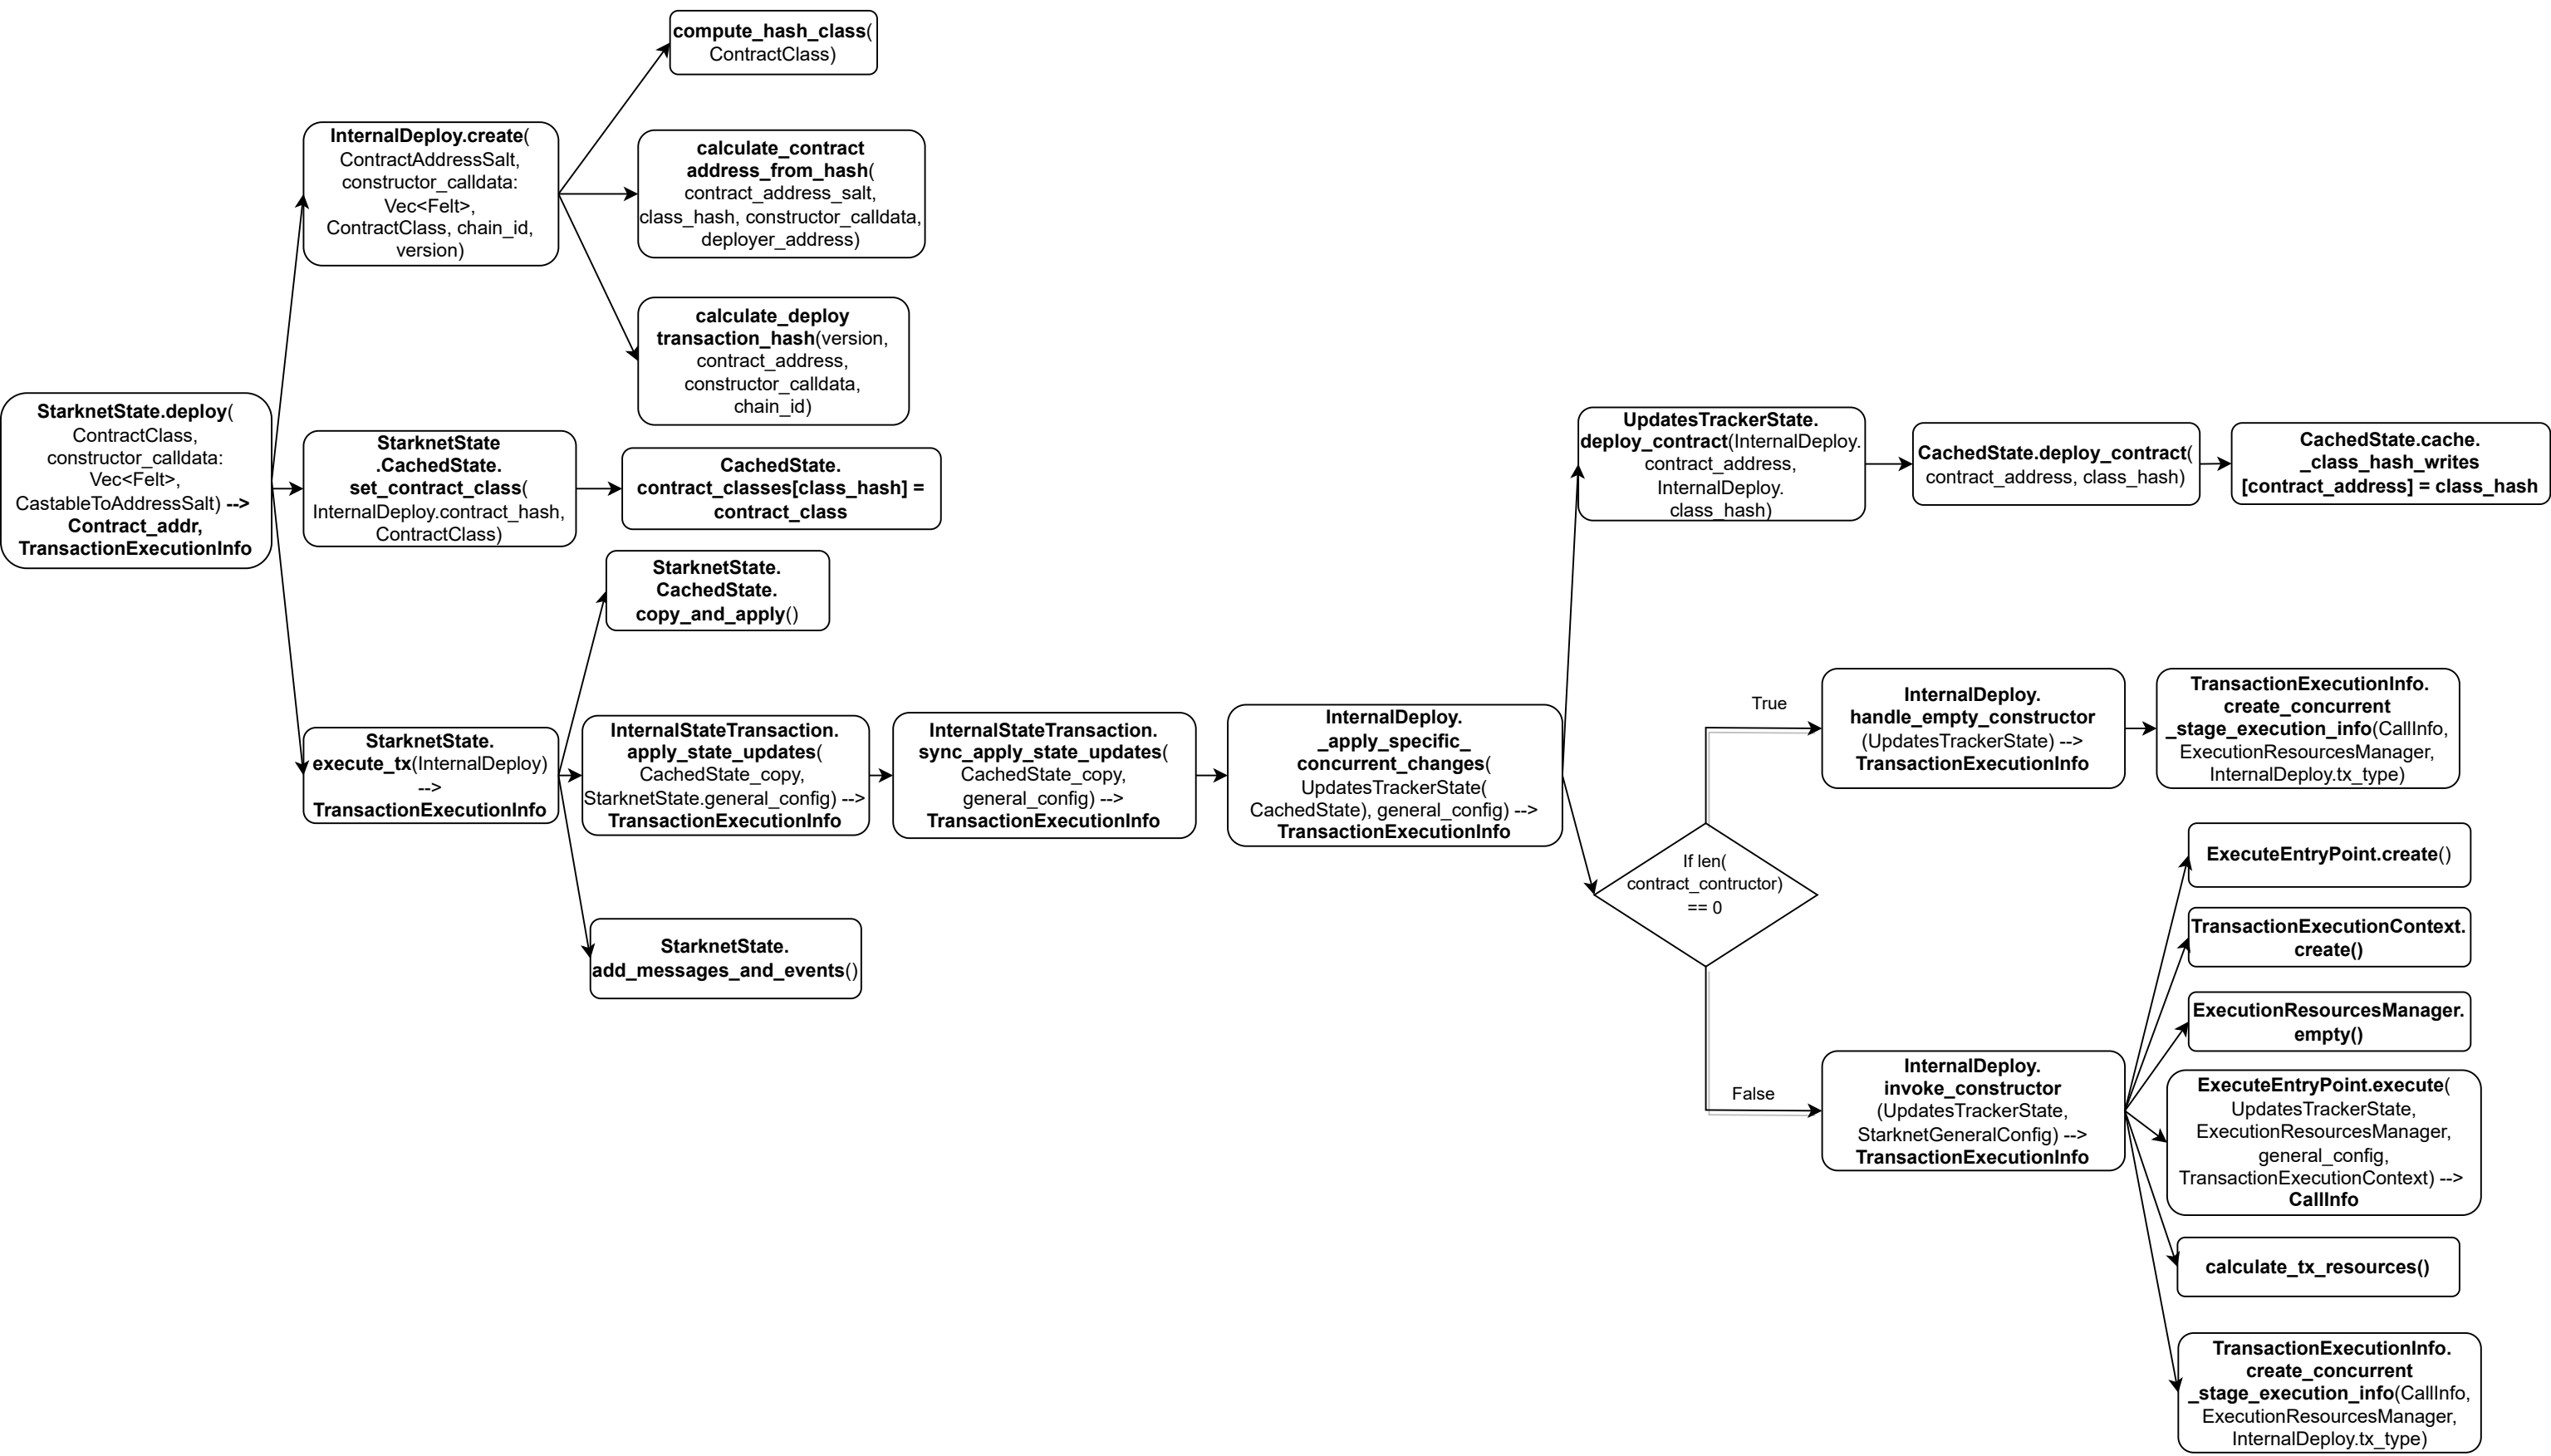 compute_hash_class(
ContractClass)
InternalDeploy.create(
ContractAddressSalt,
constructor_calldata:
Vec<Felt>,
ContractClass, chain_id,
version)
calculate_contract
address_from_hash(
contract_address_salt,
class_hash, constructor_calldata,
deployer_address)
calculate_deploy
transaction_hash(version,
contract_address,
constructor_calldata,
chain_id)
StarknetState.deploy(
ContractClass,
constructor_calldata:
Vec<Felt>,
CastableToAddressSalt) -->
Contract_addr,
TransactionExecutionInfo
StarknetState
.CachedState.
set_contract_class(
InternalDeploy.contract_hash,
ContractClass)
CachedState.
contract_classes[class_hash] =
contract_class
StarknetState.
CachedState.
copy_and_apply()
StarknetState.
execute_tx(InternalDeploy)
-->
TransactionExecutionInfo
InternalStateTransaction.
apply_state_updates(
CachedState_copy,
StarknetState.general_config) -->
TransactionExecutionInfo
InternalStateTransaction.
sync_apply_state_updates(
CachedState_copy,
general_config) -->
TransactionExecutionInfo
InternalDeploy.
_apply_specific_
concurrent_changes(
UpdatesTrackerState(
CachedState), general_config) -->
TransactionExecutionInfo
StarknetState.
add_messages_and_events()
UpdatesTrackerState.
deploy_contract(InternalDeploy.
contract_address,
InternalDeploy.
class_hash)
CachedState.deploy_contract(
contract_address, class_hash)
CachedState.cache.
_class_hash_writes
[contract_address] = class_hash
If len(
contract_contructor)
== 0
True
InternalDeploy.
handle_empty_constructor
(UpdatesTrackerState) -->
TransactionExecutionInfo
TransactionExecutionInfo.
create_concurrent
_stage_execution_info(CallInfo,
ExecutionResourcesManager,
InternalDeploy.tx_type)
False
InternalDeploy.
invoke_constructor
(UpdatesTrackerState,
StarknetGeneralConfig) -->
TransactionExecutionInfo
ExecuteEntryPoint.create()
TransactionExecutionContext.
create()
ExecutionResourcesManager.
empty()
ExecuteEntryPoint.execute(
UpdatesTrackerState,
ExecutionResourcesManager,
general_config,
TransactionExecutionContext) -->
CallInfo
calculate_tx_resources()
TransactionExecutionInfo.
create_concurrent
_stage_execution_info(CallInfo,
ExecutionResourcesManager,
InternalDeploy.tx_type)